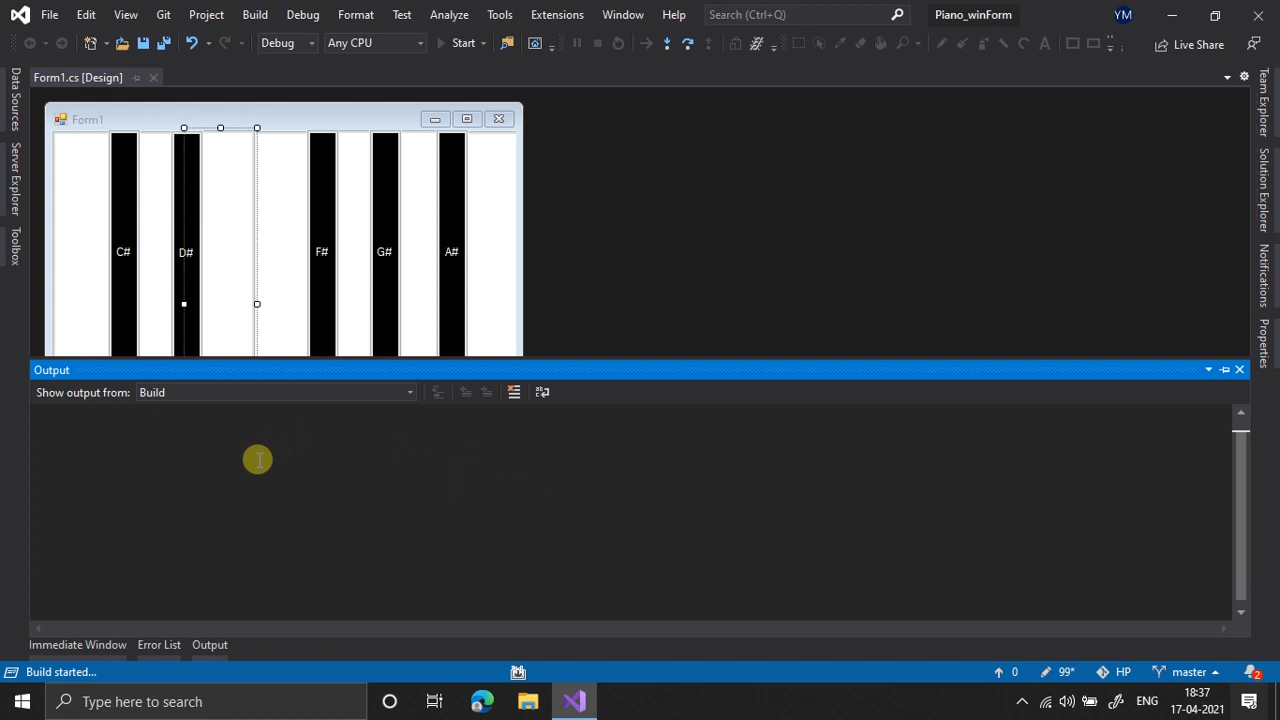 File Edit View Git Project Build Debug Format Test Analyze Tools Extensions Window Help Search (Ctrl+Q) Piano_winForm YM
Debug Any CPU Start Live Share
Form1.cs [Design]
Data Sources
Server Explorer
Toolbox
Form1
C# D# F# G# A#
Team Explorer
Solution Explorer
Notifications
Properties
Output
Show output from: Build
Immediate Window Error List Output
Build started... 0 99* HP master 2
Type here to search ENG 18:37
17-04-2021 2